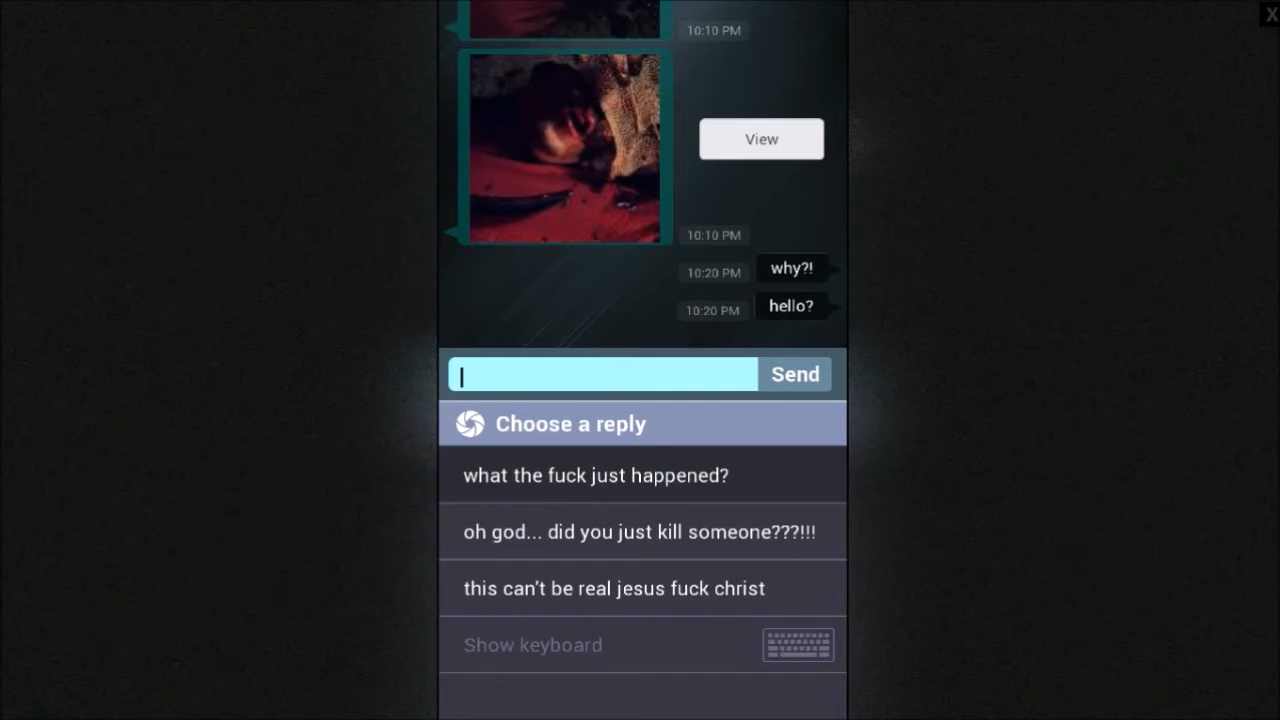 X
10:10 PM
View
10:10 PM
10:20 PM why?!
10:20 PM hello?
Send
Choose a reply
what the fuck just happened?
oh god... did you just kill someone???!!!
this can't be real jesus fuck christ
Show keyboard